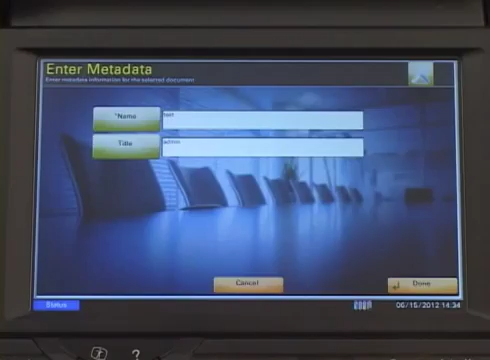 Enter Metadata
Enter metadata information for the selected document
*Name
test
Title
admin
Cancel
Done
Status
06/15/2012 14:34
?